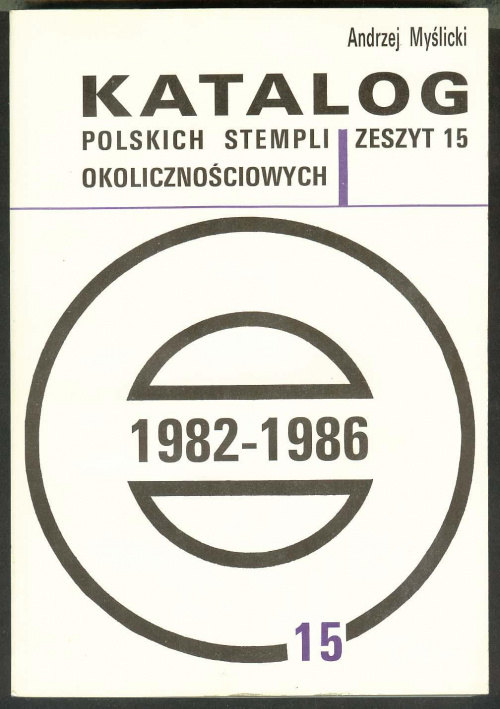 Andrzej Myślicki
KATALOG
POLSKICH STEMPLI ZESZYT 15
OKOLICZNOŚCIOWYCH
1982-1986
15